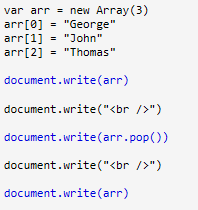 var arr = new Array(3)
arr[0] = "George"
arr[1] = "John"
arr[2] = "Thomas"
document.write(arr)
document.write("<br />")
document.write(arr.pop())
document.write("<br />")
document.write(arr)